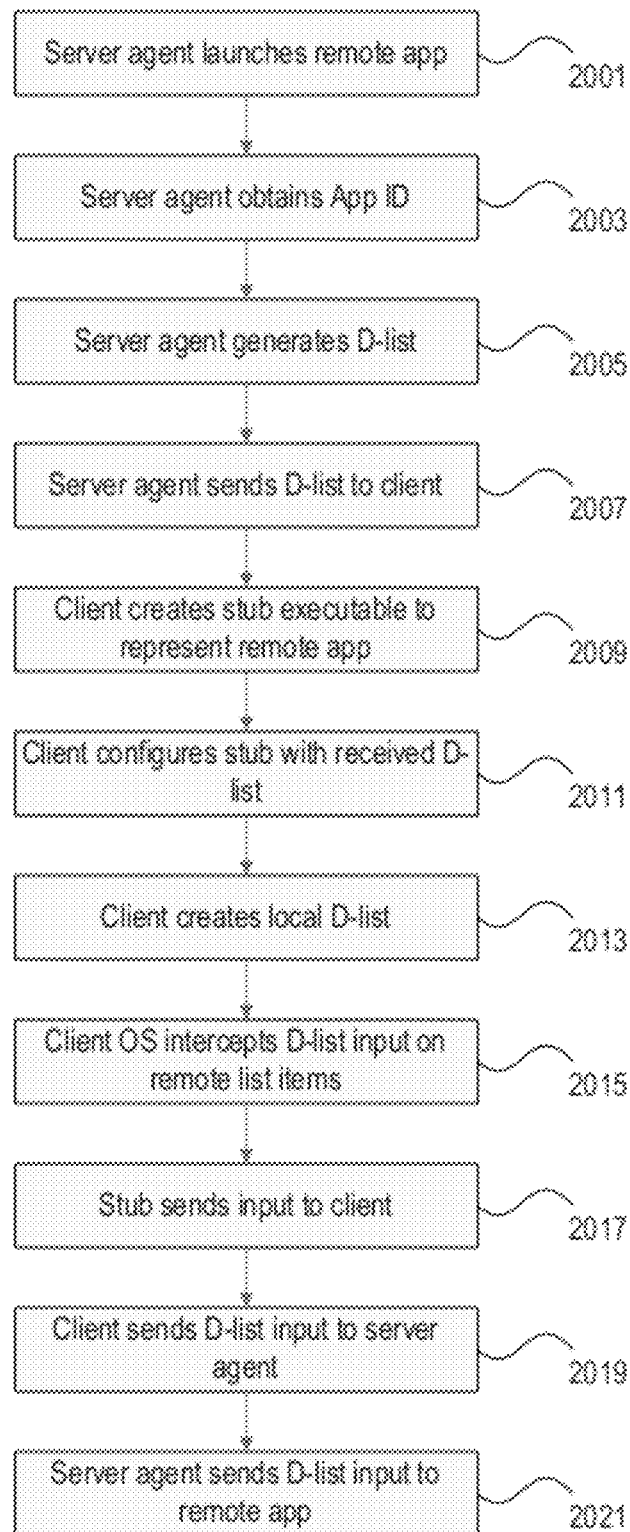 Server agent launches remote app
2001
Server agent obtains App ID
2003
Server agent generates D-list
2005
Server agent sends D-list to client
2007
Client creates stub executable to
represent remote app
2009
Client configures stub with received D-
list
2011
Client creates local D-list
2013
Client OS intercepts D-list input on
remote list items
2015
Stub sends input to client
2017
Client sends D-list input to server
agent
2019
Server agent sends D-list input to
remote app
2021